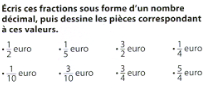 Écris ces fractions sous forme d'un nombre
décimal, puis dessine les pièces correspondant
à ces valeurs.
• 1/2 euro • 1/5 euro • 3/2 euro • 1/4 euro
• 1/10 euro • 3/10 euro • 3/4 euro • 5/4 euro